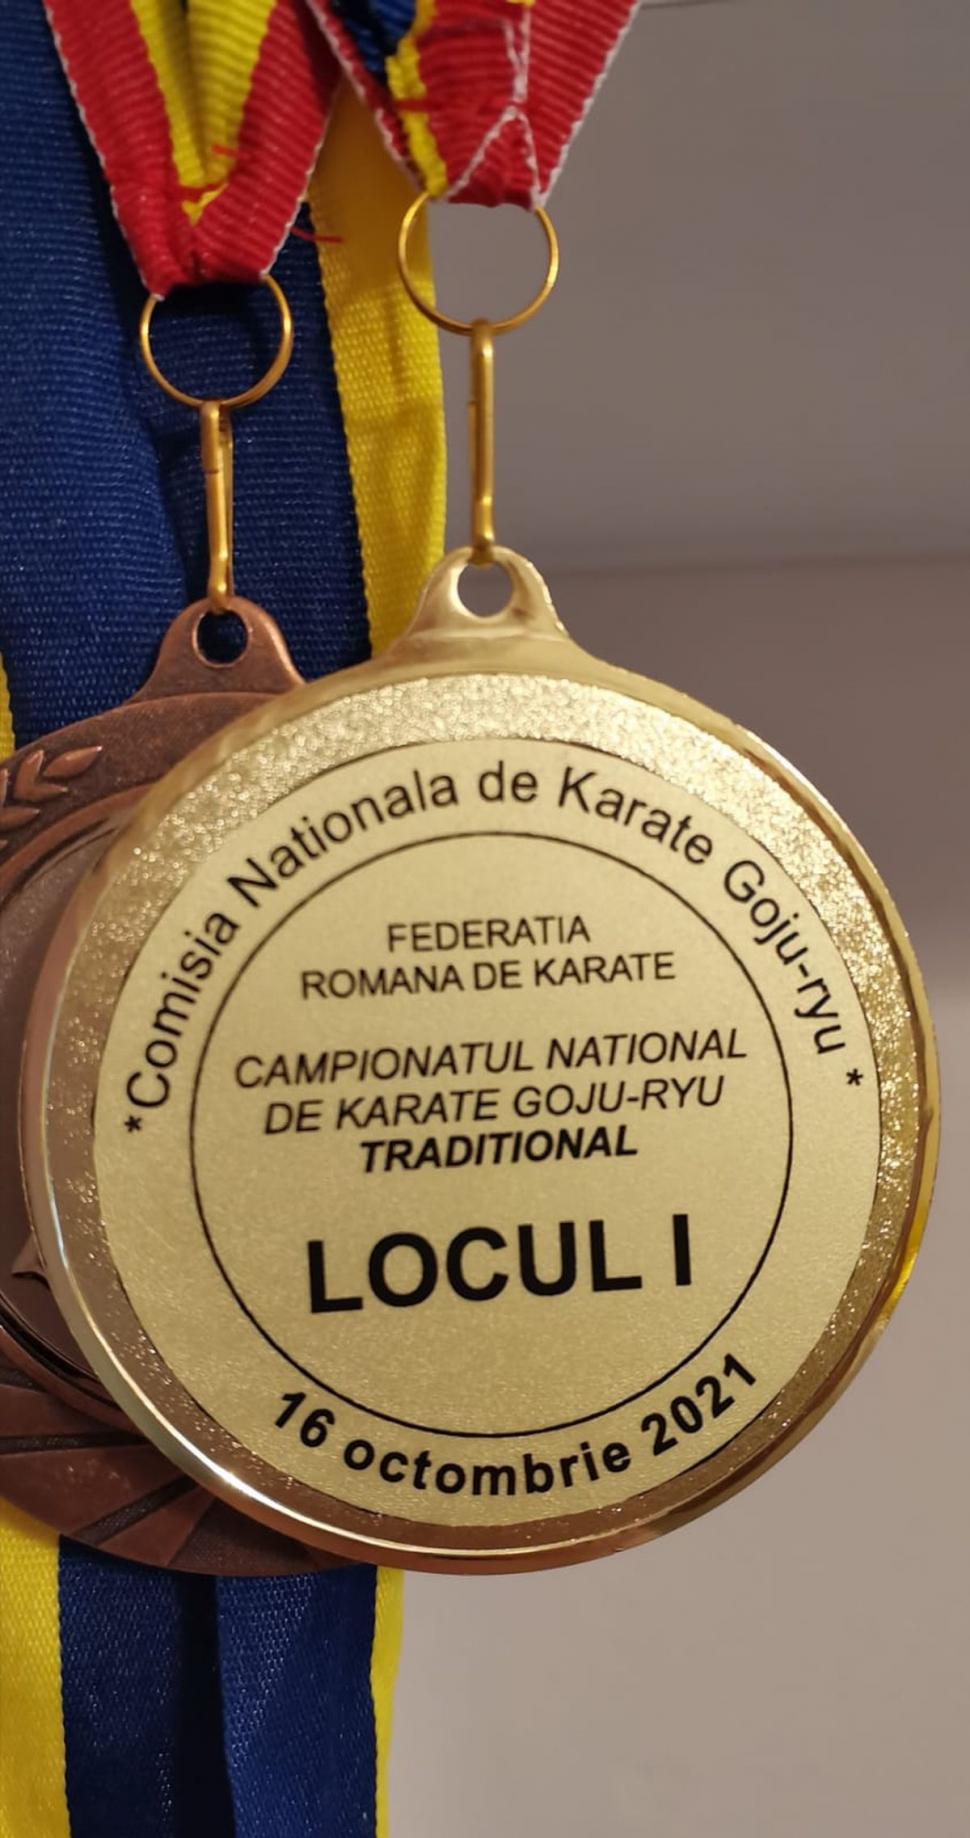 *Comisia Nationala de Karate Goju-ryu *
FEDERATIA
ROMANA DE KARATE
CAMPIONATUL NATIONAL
DE KARATE GOJU-RYU
TRADITIONAL
LOCUL I
16 octombrie 2021